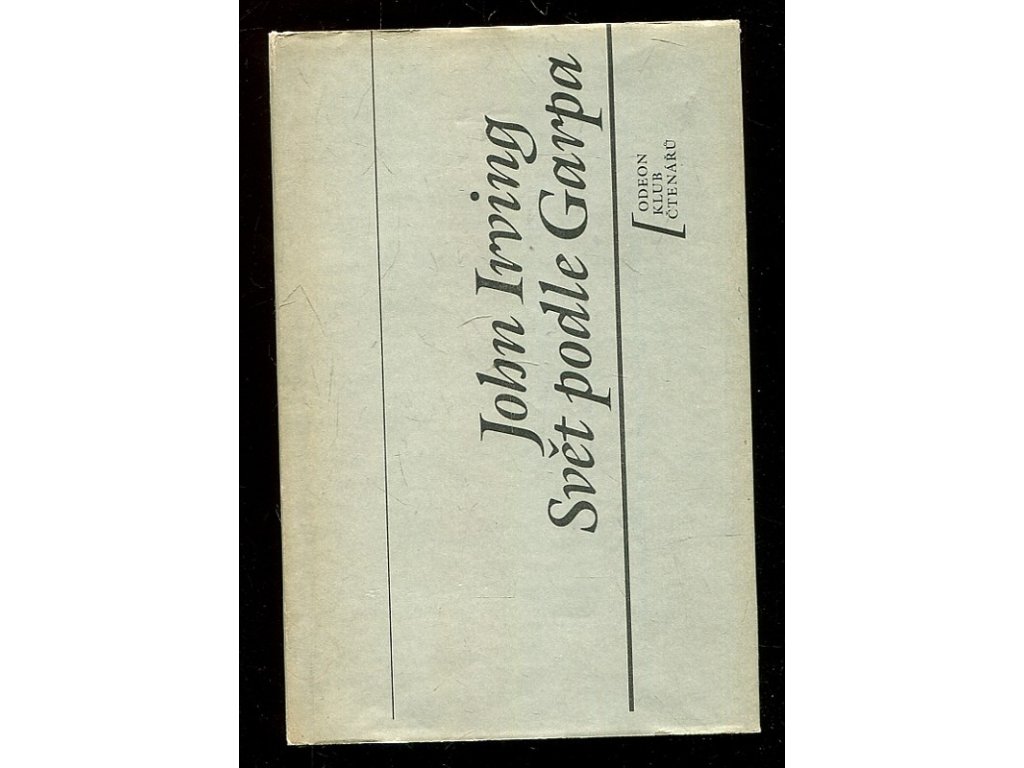 John Irving
Svět podle Garpa
ODEON
KLUB
ČTENÁŘŮ